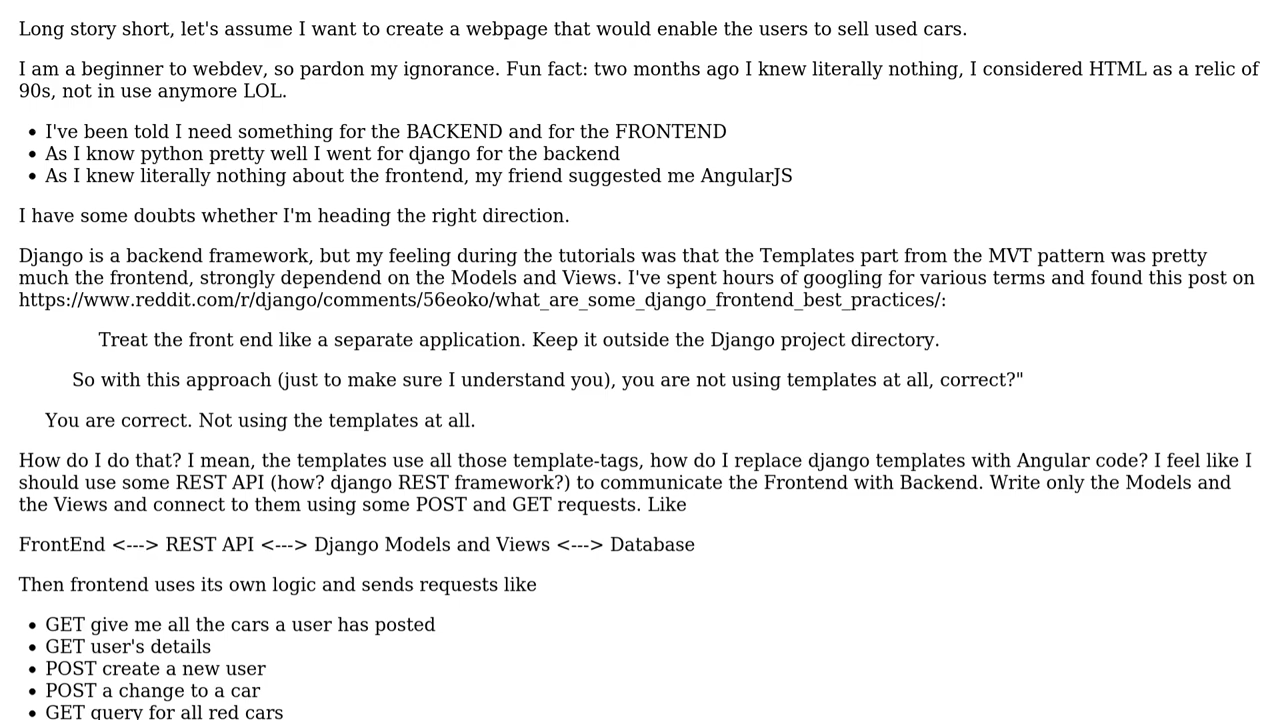 Long story short, let's assume I want to create a webpage that would enable the users to sell used cars.
I am a beginner to webdev, so pardon my ignorance. Fun fact: two months ago I knew literally nothing, I considered HTML as a relic of
90s, not in use anymore LOL.
• I've been told I need something for the BACKEND and for the FRONTEND
• As I know python pretty well I went for django for the backend
• As I knew literally nothing about the frontend, my friend suggested me AngularJS
I have some doubts whether I'm heading the right direction.
Django is a backend framework, but my feeling during the tutorials was that the Templates part from the MVT pattern was pretty
much the frontend, strongly dependend on the Models and Views. I've spent hours of googling for various terms and found this post on
https://www.reddit.com/r/django/comments/56eoko/what_are_some_django_frontend_best_practices/:
Treat the front end like a separate application. Keep it outside the Django project directory.
So with this approach (just to make sure I understand you), you are not using templates at all, correct?"
You are correct. Not using the templates at all.
How do I do that? I mean, the templates use all those template-tags, how do I replace django templates with Angular code? I feel like I
should use some REST API (how? django REST framework?) to communicate the Frontend with Backend. Write only the Models and
the Views and connect to them using some POST and GET requests. Like
FrontEnd <---> REST API <---> Django Models and Views <---> Database
Then frontend uses its own logic and sends requests like
• GET give me all the cars a user has posted
• GET user's details
• POST create a new user
• POST a change to a car
• GET query for all red cars